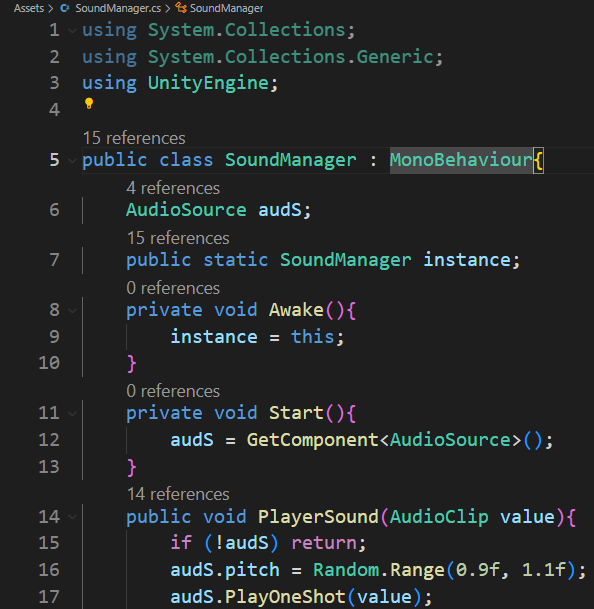 Assets > SoundManager.cs > SoundManager
1 using System.Collections;
2 using System.Collections.Generic;
3 using UnityEngine;
4
15 references
5 public class SoundManager : MonoBehaviour{
4 references
6 AudioSource audS;
15 references
7 public static SoundManager instance;
0 references
8 private void Awake(){
9 instance = this;
10 }
0 references
11 private void Start(){
12 audS = GetComponent<AudioSource>();
13 }
14 references
14 public void PlayerSound(AudioClip value){
15 if (!audS) return;
16 audS.pitch = Random.Range(0.9f, 1.1f);
17 audS.PlayOneShot(value);